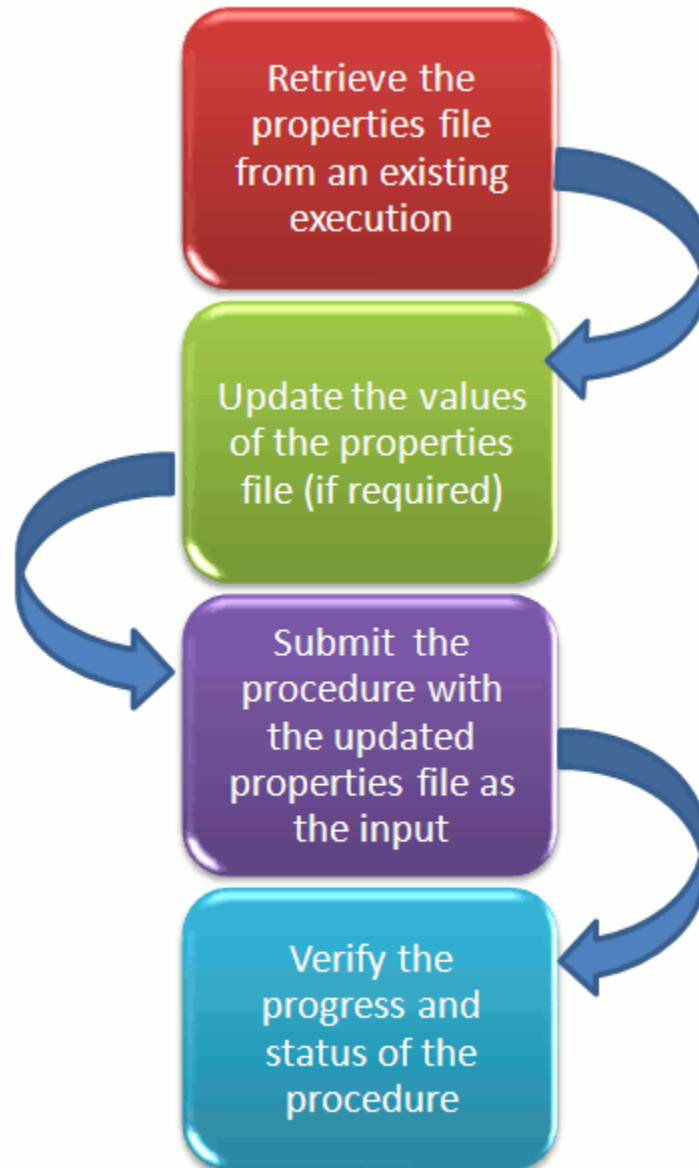 Retrieve the
properties file
from an existing
execution
Update the values
of the properties
file (if required)
Submit the
procedure with
the updated
properties file as
the input
Verify the
progress and
status of the
procedure